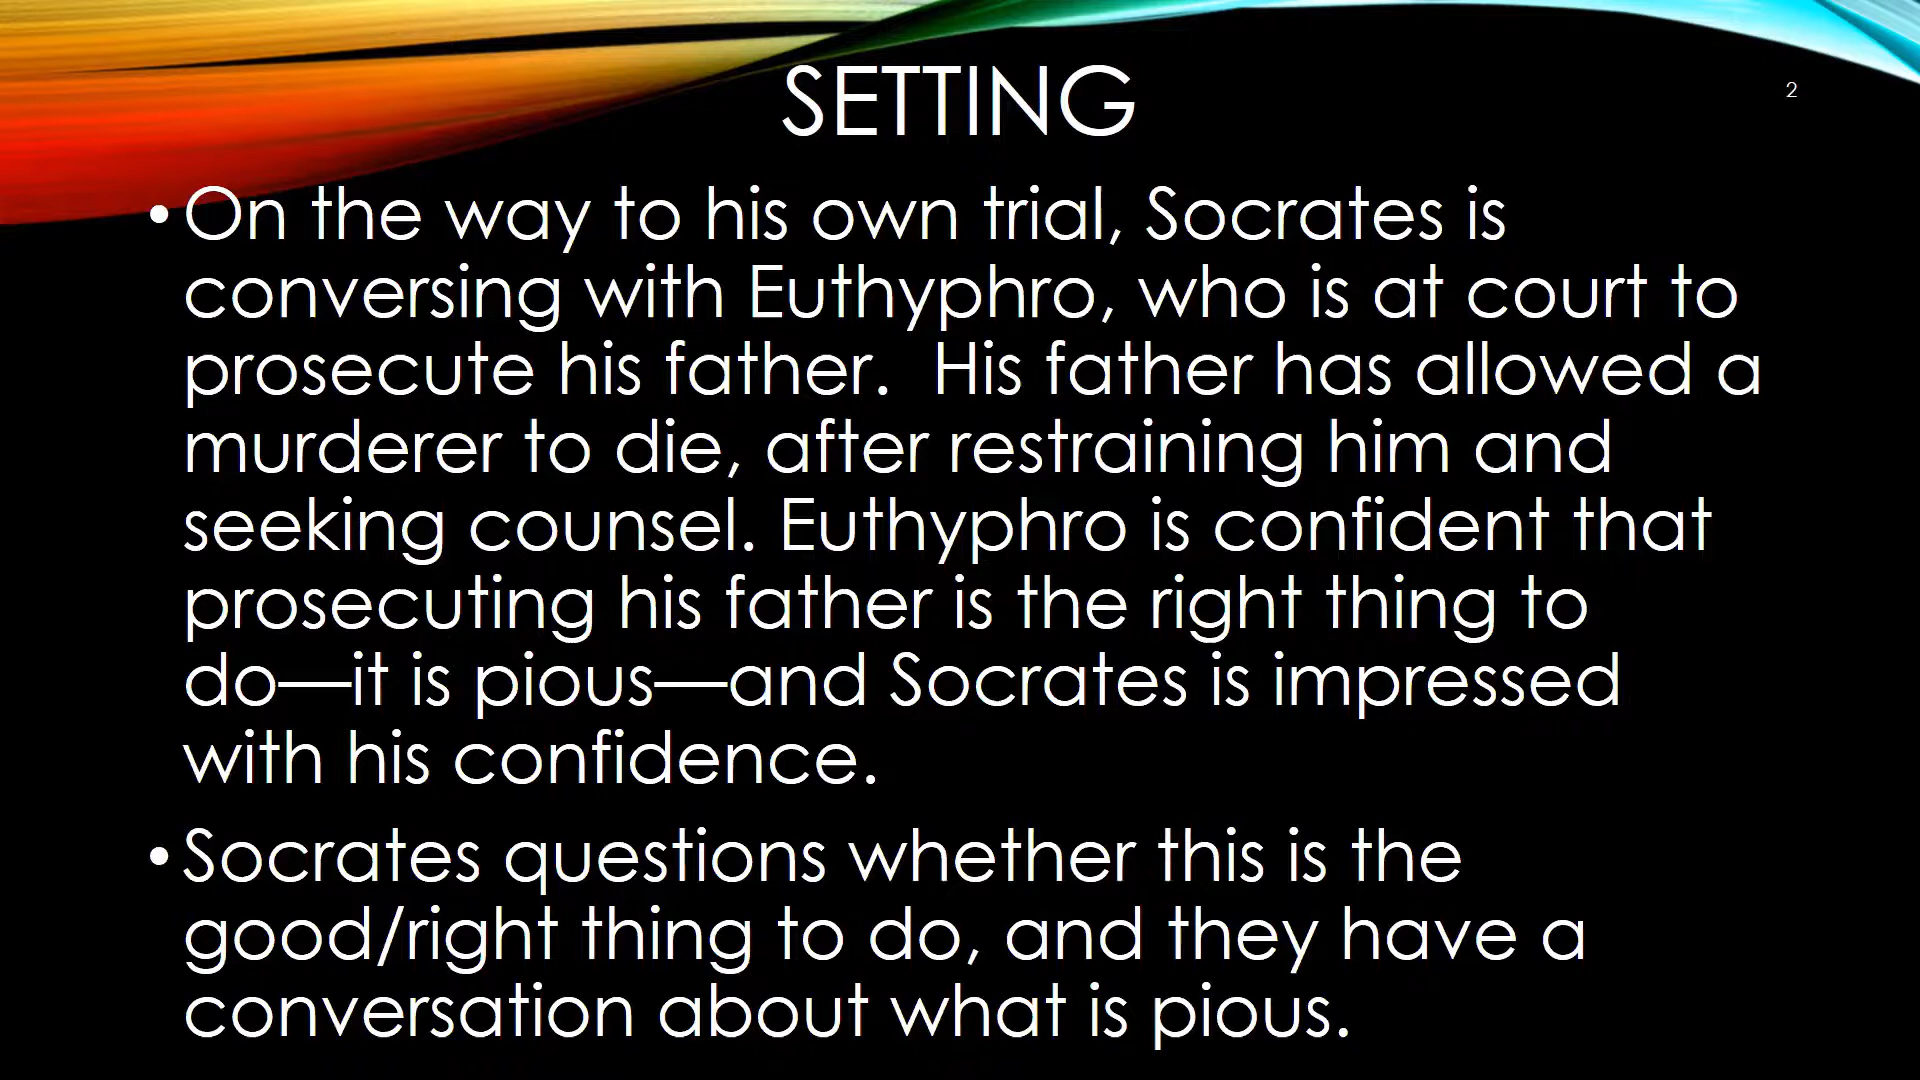 SETTING
2
•On the way to his own trial, Socrates is
conversing with Euthyphro, who is at court to
prosecute his father.  His father has allowed a
murderer to die, after restraining him and
seeking counsel. Euthyphro is confident that
prosecuting his father is the right thing to
do—it is pious—and Socrates is impressed
with his confidence.
•Socrates questions whether this is the
good/right thing to do, and they have a
conversation about what is pious.